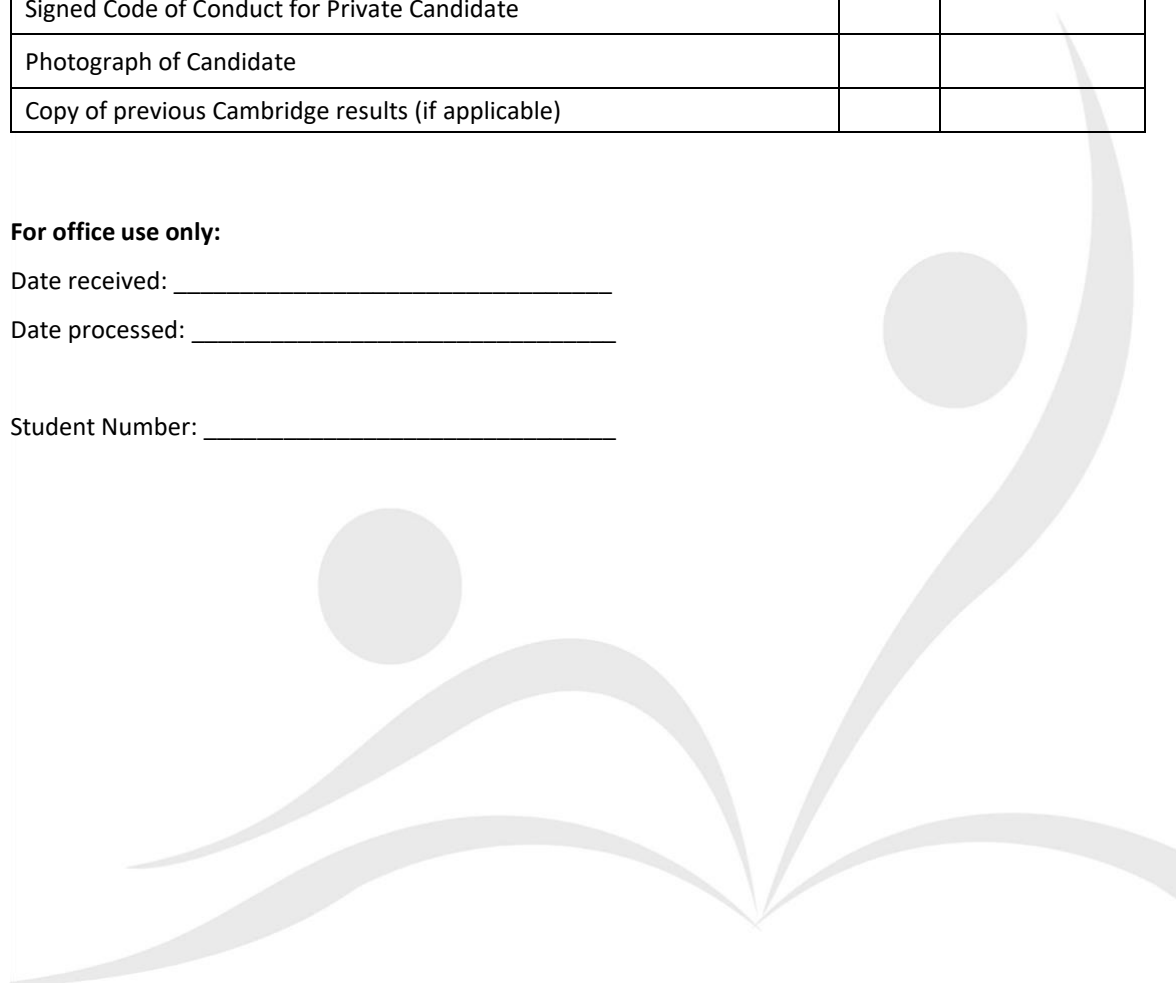 Signed Code of Conduct for Private Candidate
Photograph of Candidate
Copy of previous Cambridge results (if applicable)
For office use only:
Date received: _________________________________
Date processed: ________________________________
Student Number: _______________________________